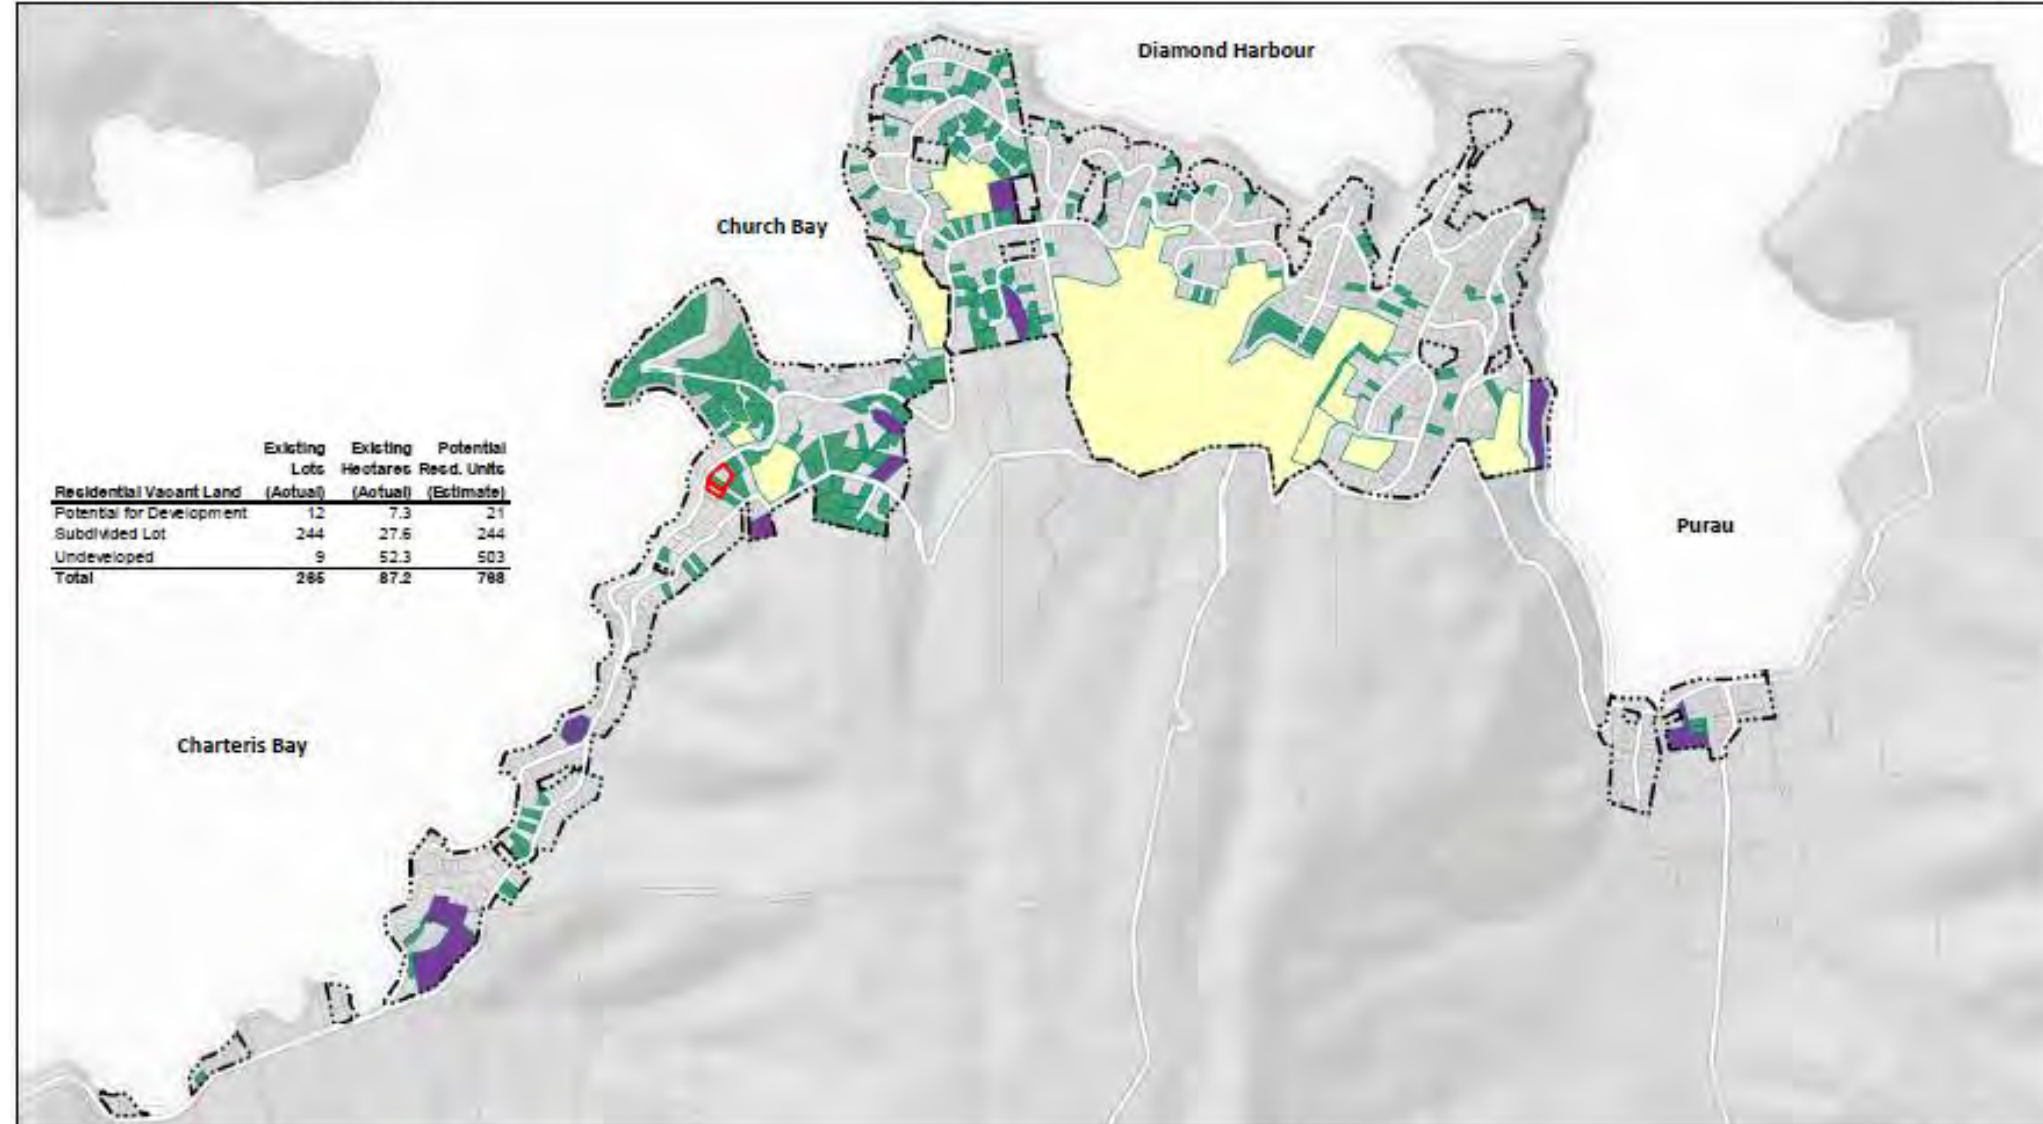 Diamond Harbour
Church Bay
Existing Existing Potential
Lots Hectares Resd. Units
Residential Vacant Land (Actual) (Actual) (Estimate)
Potential for Development 12 7.3 21
Subdivided Lot 244 27.6 244
Undeveloped 9 52.3 503
Total 265 87.2 768
Purau
Charteris Bay